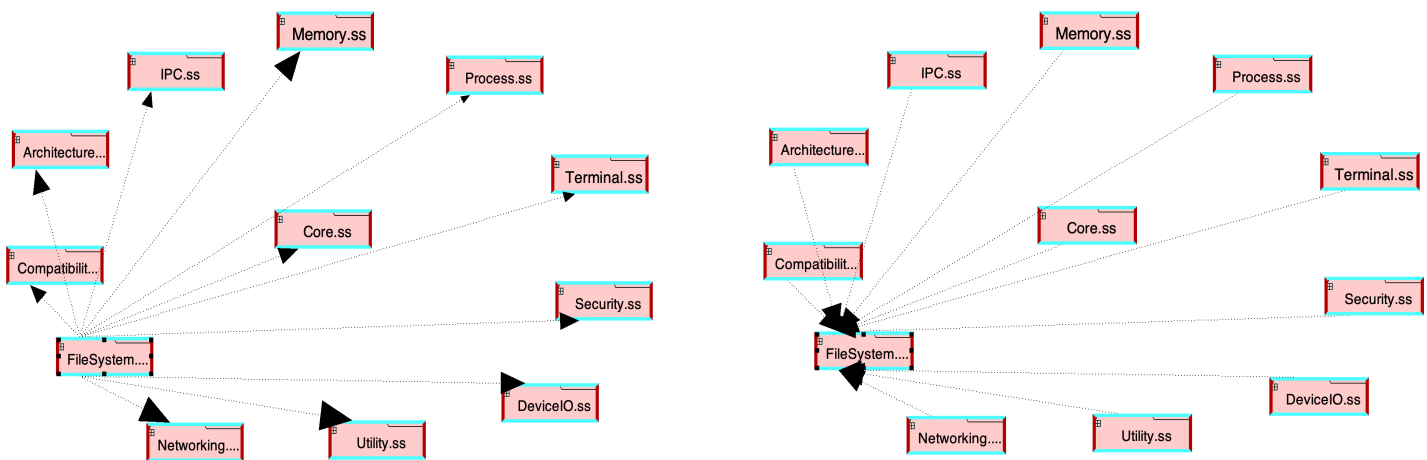 Memory.ss
IPC.ss
Process.ss
Architecture...
Terminal.ss
Core.ss
Compatibilit...
Security.ss
FileSystem....
DeviceIO.ss
Networking....
Utility.ss
Memory.ss
IPC.ss
Process.ss
Architecture...
Terminal.ss
Core.ss
Compatibilit...
Security.ss
FileSystem....
DeviceIO.ss
Networking....
Utility.ss